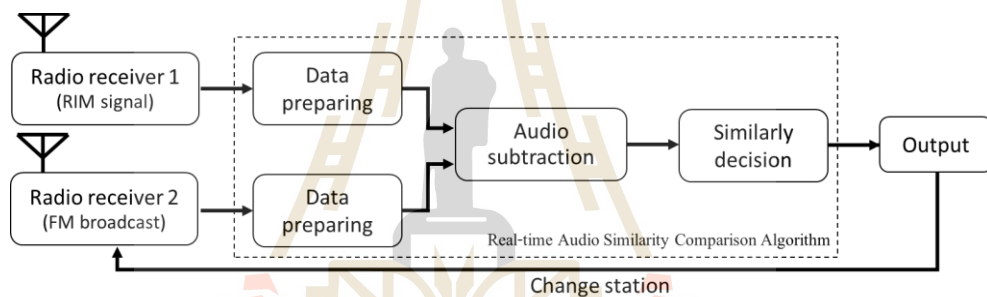 Radio receiver 1
(RIM signal)
Data
preparing
Radio receiver 2
(FM broadcast)
Data
preparing
Audio
subtraction
Similarly
decision
Output
Real-time Audio Similarity Comparison Algorithm
Change station